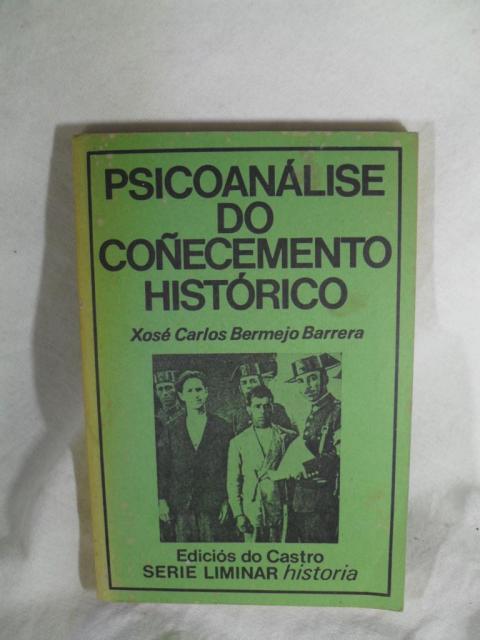 PSICOANÁLISE
DO
COÑECEMENTO
HISTÓRICO
Xosé Carlos Bermejo Barrera
Ediciós do Castro
SERIE LIMINAR historia